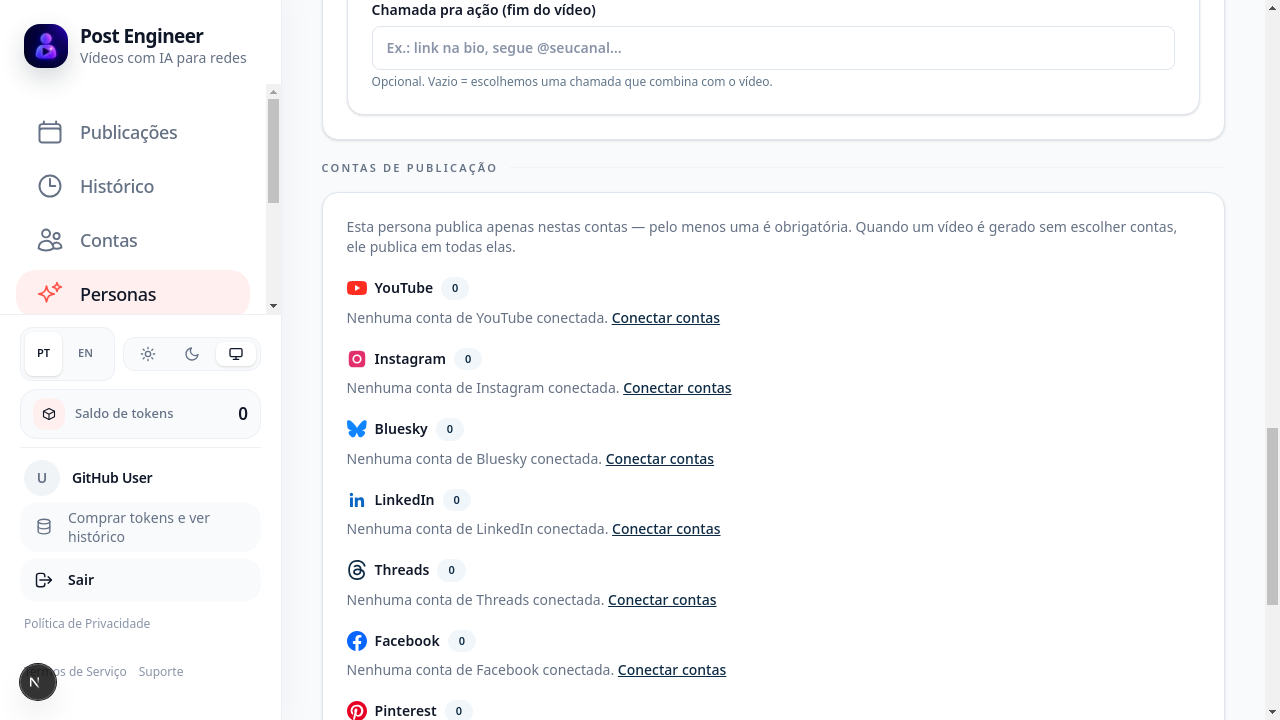 Post Engineer
Vídeos com IA para redes
Publicações
Histórico
Contas
Personas
PT
EN
Saldo de tokens
0
U
GitHub User
Comprar tokens e ver
histórico
Sair
Política de Privacidade
de Serviço
Suporte
N
Chamada pra ação (fim do vídeo)
Ex.: link na bio, segue @seucanal...
Opcional. Vazio = escolhemos uma chamada que combina com o vídeo.
CONTAS DE PUBLICAÇÃO
Esta persona publica apenas nestas contas — pelo menos uma é obrigatória. Quando um vídeo é gerado sem escolher contas,
ele publica em todas elas.
YouTube 0
Nenhuma conta de YouTube conectada. Conectar contas
Instagram 0
Nenhuma conta de Instagram conectada. Conectar contas
Bluesky 0
Nenhuma conta de Bluesky conectada. Conectar contas
LinkedIn 0
Nenhuma conta de LinkedIn conectada. Conectar contas
Threads 0
Nenhuma conta de Threads conectada. Conectar contas
Facebook 0
Nenhuma conta de Facebook conectada. Conectar contas
Pinterest 0